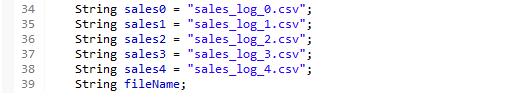 34 String sales0 = "sales_log_0.csv";
35 String sales1 = "sales_log_1.csv";
36 String sales2 = "sales_log_2.csv";
37 String sales3 = "sales_log_3.csv";
38 String sales4 = "sales_log_4.csv";
39 String fileName;